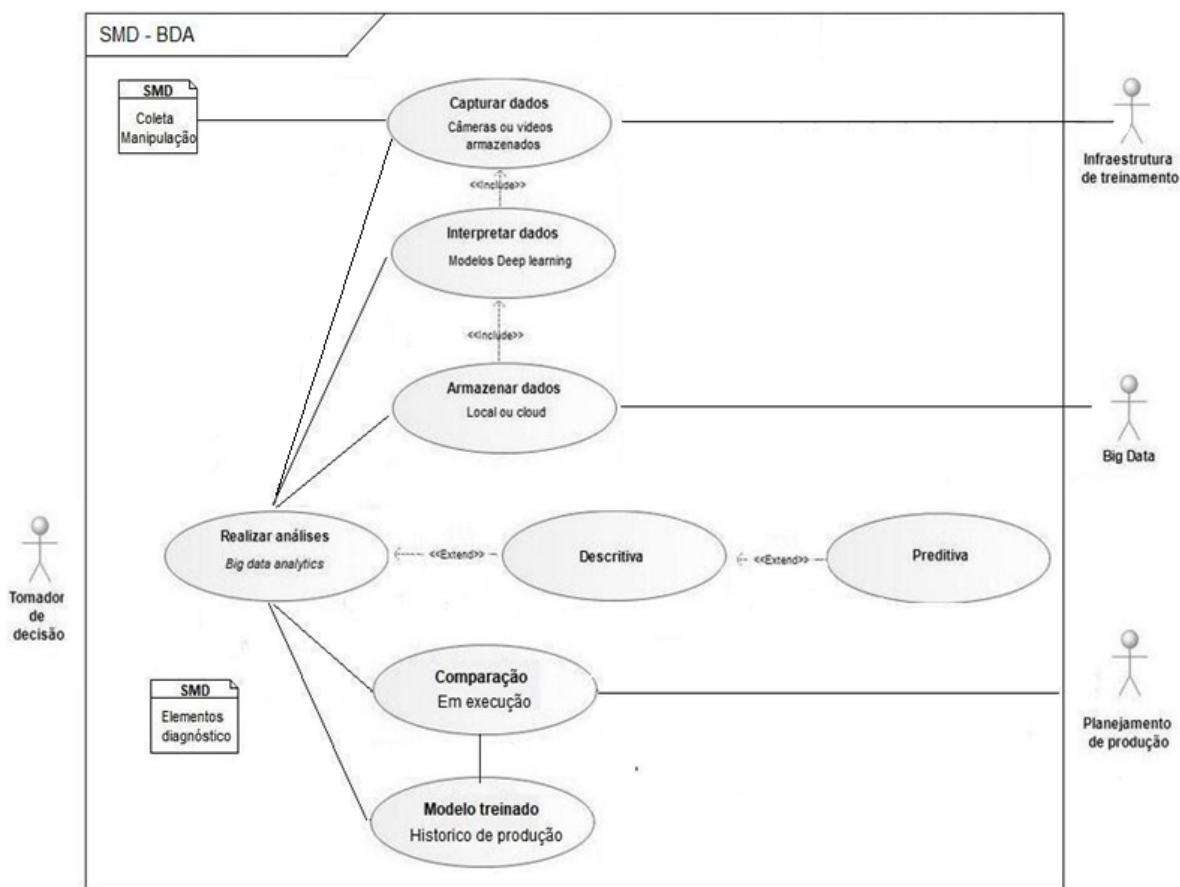 SMD - BDA
SMD
Coleta
Manipulação
Capturar dados
Câmeras ou videos
armazenados
Infraestrutura
de treinamento
<<Include>>
Interpretar dados
Modelos Deep learning
<<Include>>
Armazenar dados
Local ou cloud
Big Data
Tomador
de
decisão
Realizar análises
Big data analytics
<<Extend>>
Descritiva
<<Extend>>
Preditiva
SMD
Elementos
diagnóstico
Comparação
Em execução
Planejamento
de produção
Modelo treinado
Historico de produção